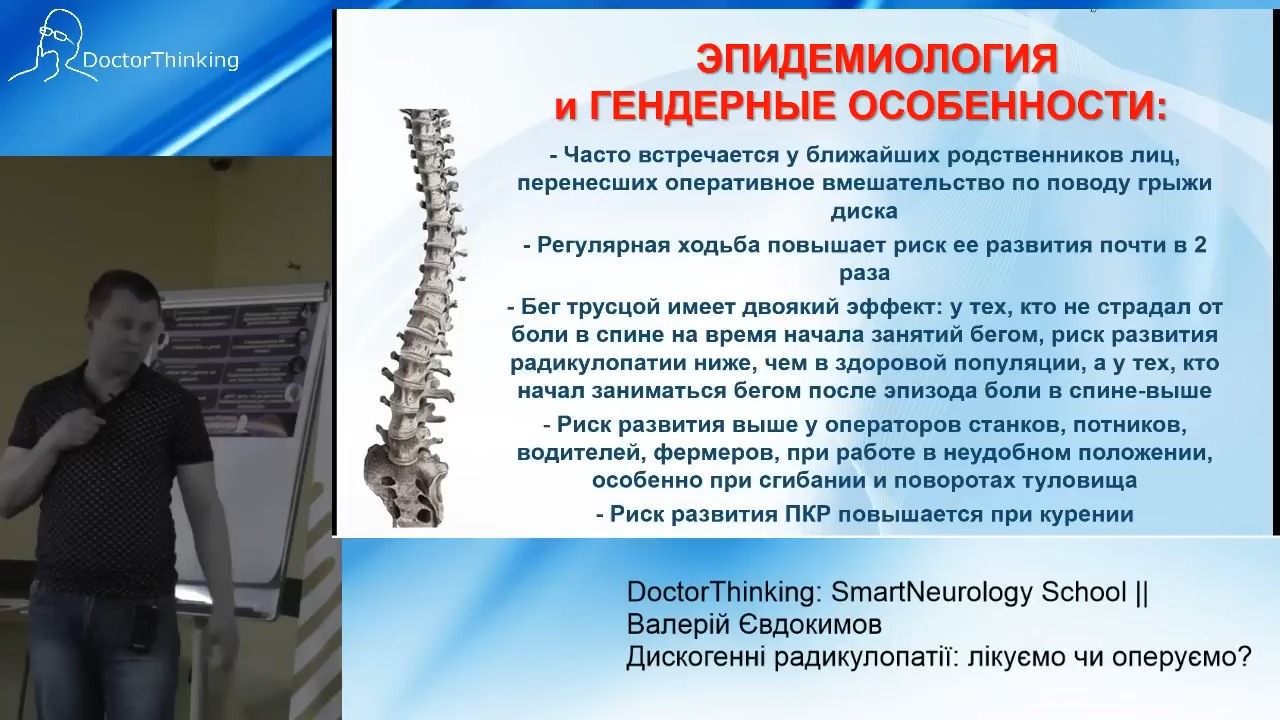 DoctorThinking
ЭПИДЕМИОЛОГИЯ
и ГЕНДЕРНЫЕ ОСОБЕННОСТИ:
- Часто встречается у ближайших родственников лиц,
перенесших оперативное вмешательство по поводу грыжи
диска
- Регулярная ходьба повышает риск ее развития почти в 2
раза
- Бег трусцой имеет двоякий эффект: у тех, кто не страдал от
боли в спине на время начала занятий бегом, риск развития
радикулопатии ниже, чем в здоровой популяции, а у тех, кто
начал заниматься бегом после эпизода боли в спине-выше
- Риск развития выше у операторов станков, потников,
водителей, фермеров, при работе в неудобном положении,
особенно при сгибании и поворотах туловища
- Риск развития ПКР повышается при курении
DoctorThinking: SmartNeurology School ||
Валерій Євдокимов
Дискогенні радикулопатії: лікуємо чи оперуємо?